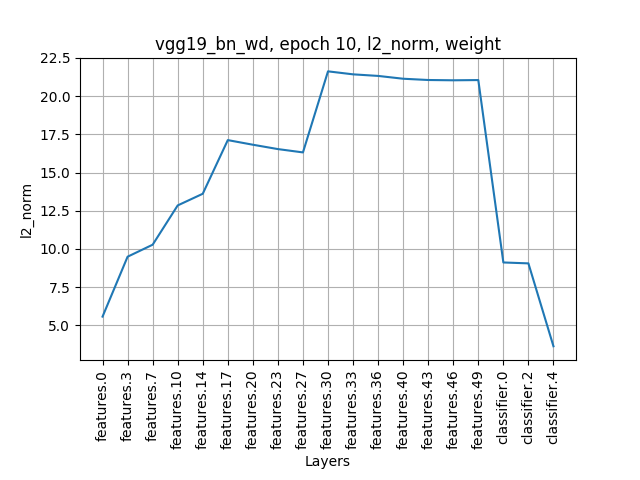 vgg19_bn_wd, epoch 10, l2_norm, weight
l2_norm
22.5
20.0
17.5
15.0
12.5
10.0
7.5
5.0
features.0
features.3
features.7
features.10
features.14
features.17
features.20
features.23
features.27
features.30
features.33
features.36
features.40
features.43
features.46
features.49
classifier.0
classifier.2
classifier.4
Layers